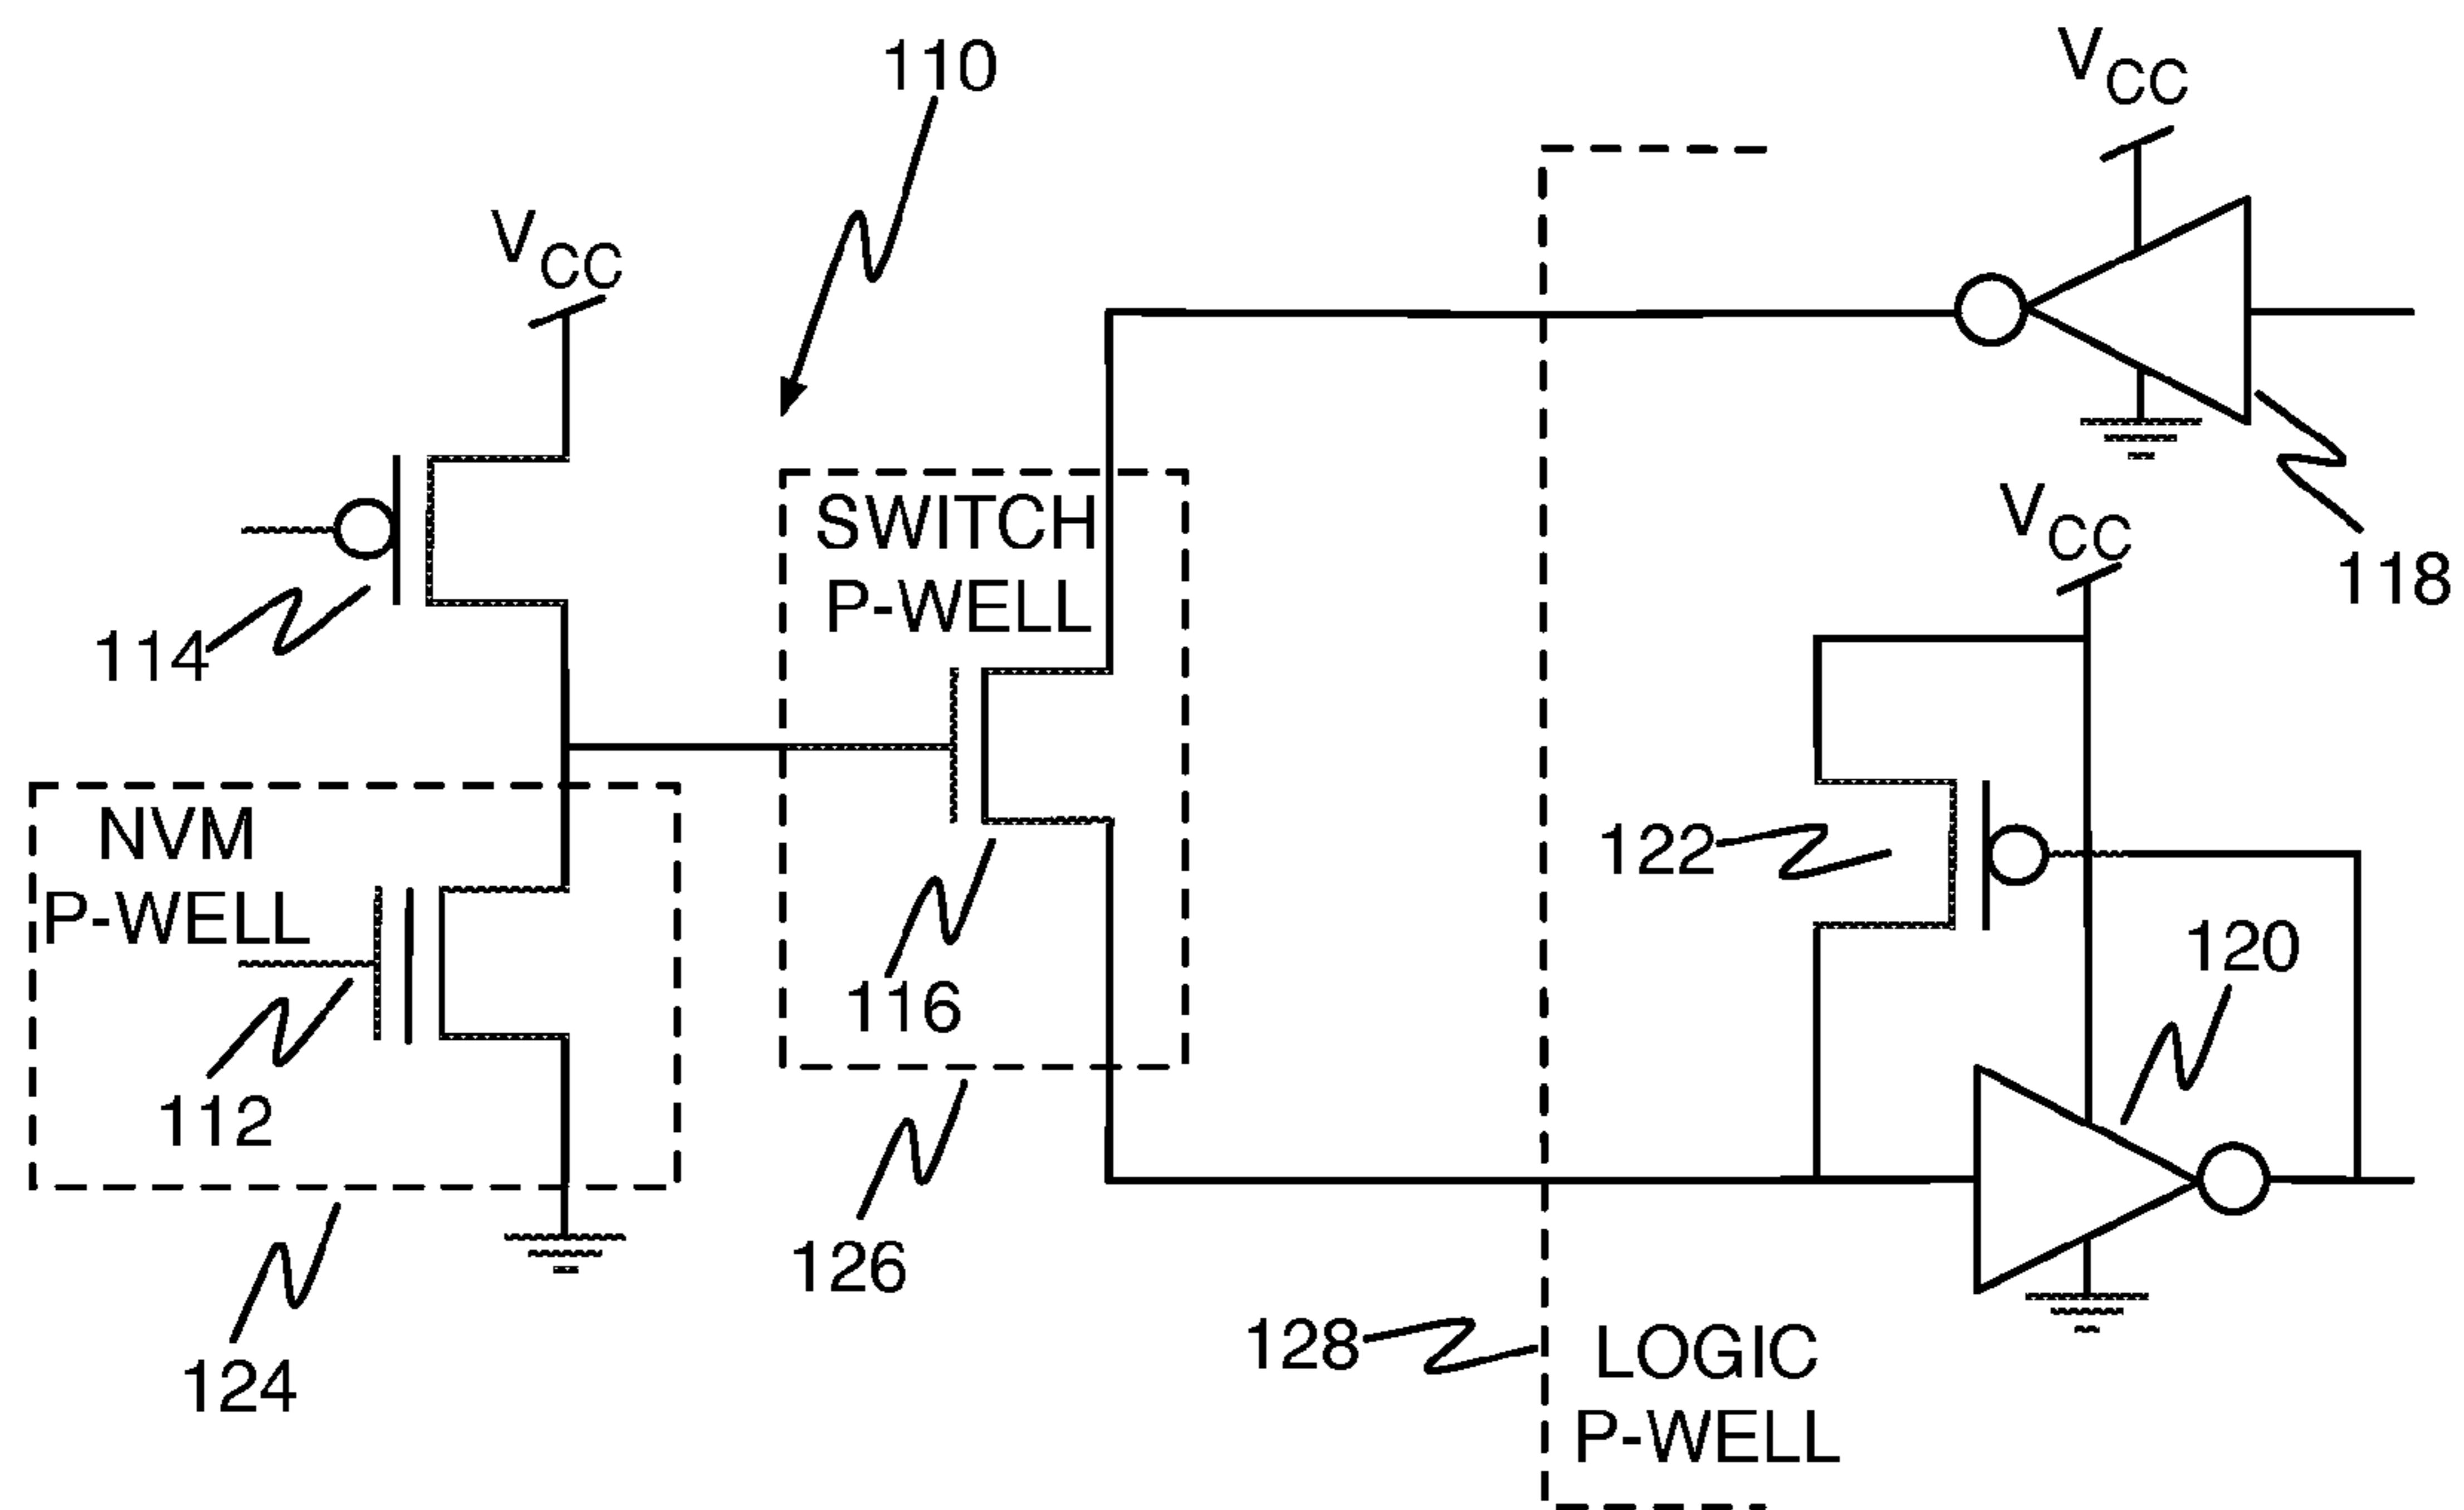 110
VCC
VCC
118
SWITCH
P-WELL
114
VCC
NVM
P-WELL
122
120
116
112
126
128
124
LOGIC
P-WELL